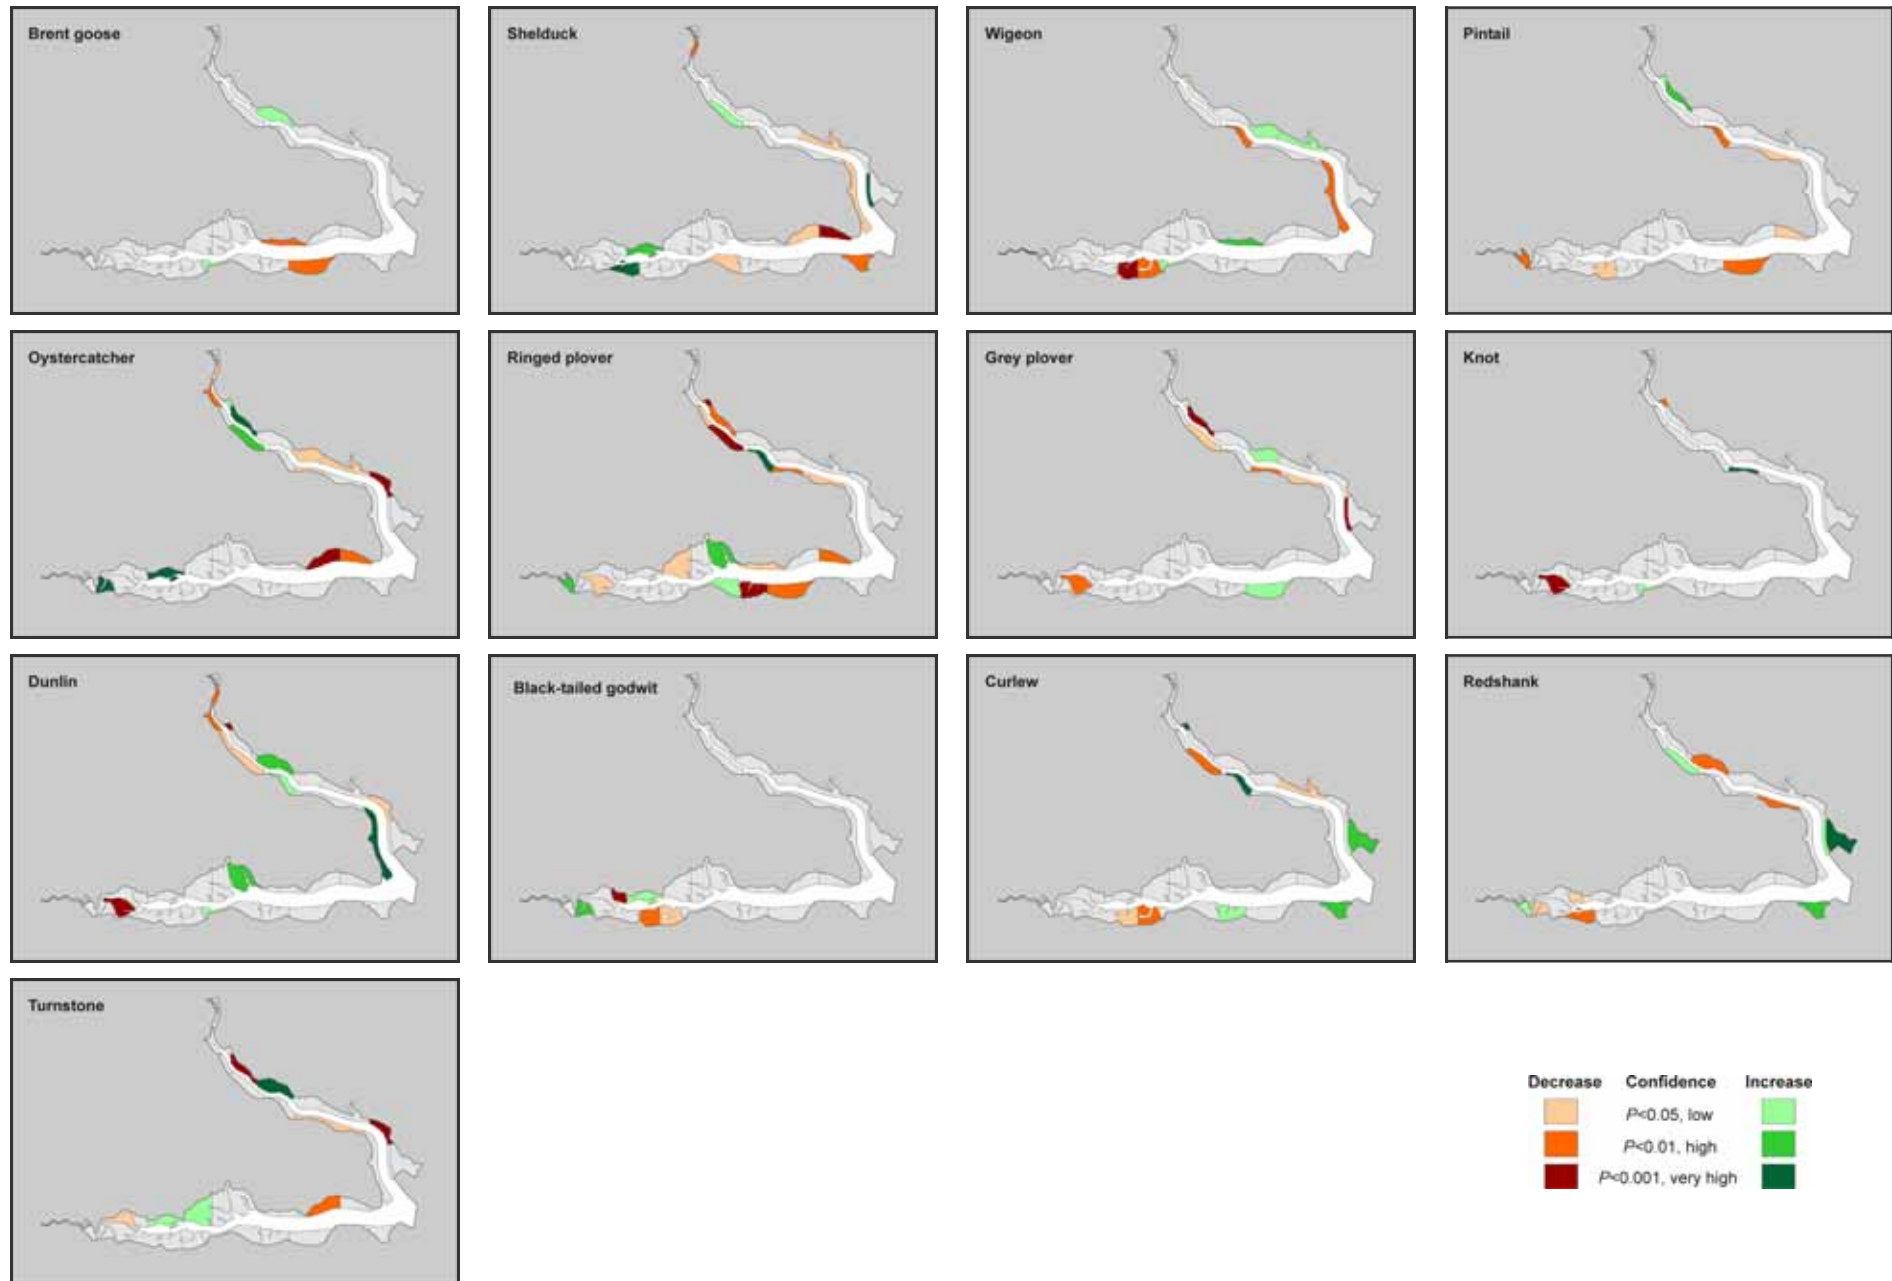 Brent goose
Shelduck
Wigeon
Pintail
Oystercatcher
Ringed plover
Grey plover
Knot
Dunlin
Black-tailed godwit
Curlew
Redshank
Turnstone
Decrease Confidence Increase
P<0.05, low
P<0.01, high
P<0.001, very high